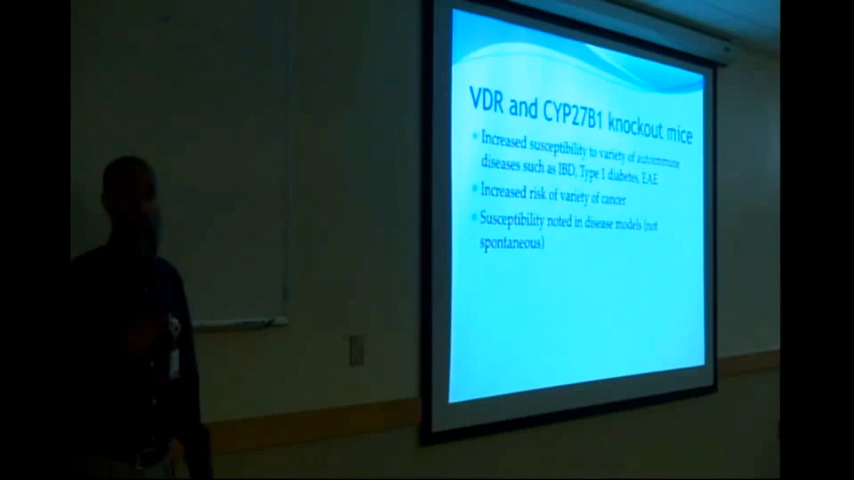 VDR and CYP27B1 knockout mice
Increased susceptibility to variety of autoimmune
diseases such as IBD, Type 1 diabetes, EAE
Increased risk of variety of cancer
Susceptibility noted in disease models (not
spontaneous)